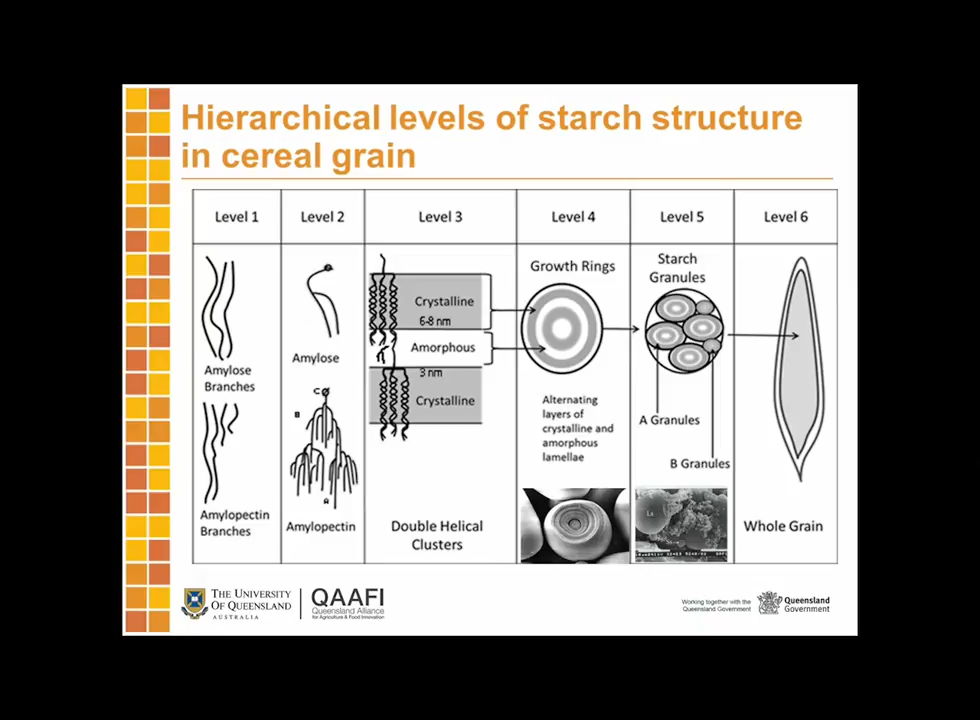 Hierarchical levels of starch structure
in cereal grain
Level 1
Level 2
Level 3
Level 4
Level 5
Level 6
Amylose
Branches
Amylopectin
Branches
Amylose
C
B
A
Amylopectin
Crystalline
6-8 nm
Amorphous
3 nm
Crystalline
Double Helical
Clusters
Growth Rings
Alternating
layers of
crystalline and
amorphous
lamellae
Starch
Granules
A Granules
B Granules
Whole Grain
THE UNIVERSITY
OF QUEENSLAND
AUSTRALIA
QAAFI
Queensland Alliance
for Agriculture & Food Innovation
Working together with the
Queensland Government
Queensland
Government